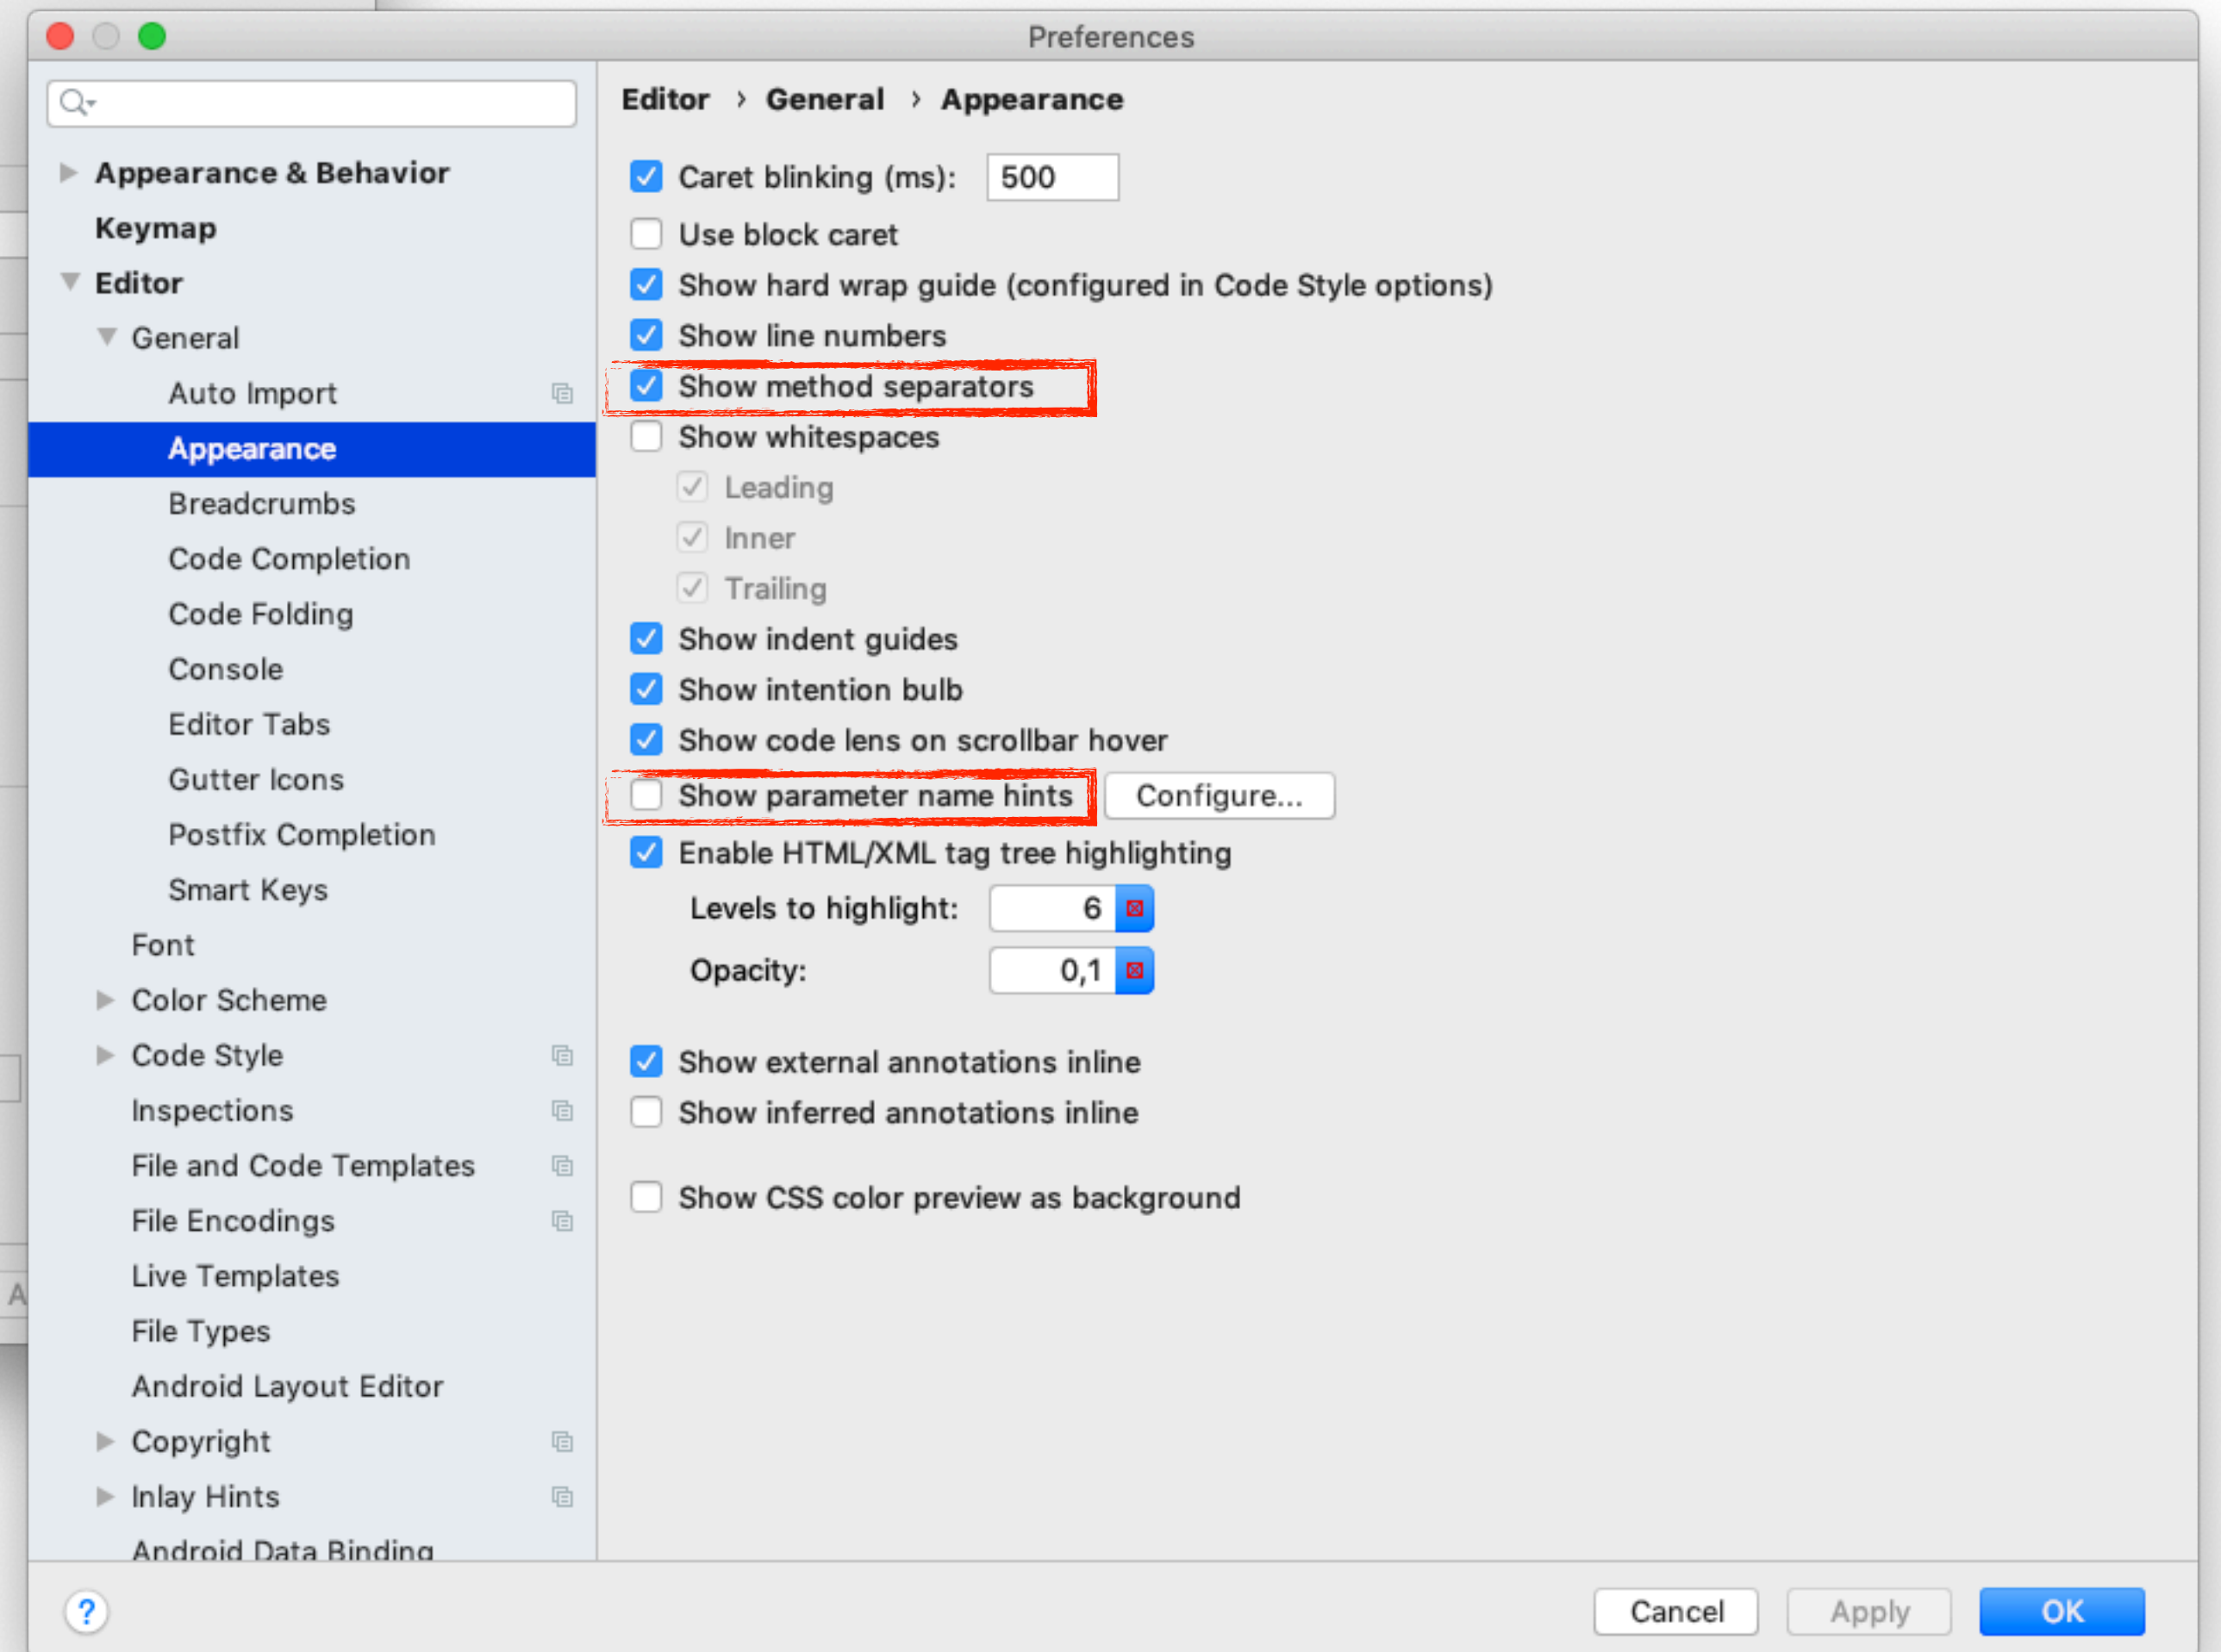 Preferences
Appearance & Behavior
Keymap
Editor
General
Auto Import
Appearance
Breadcrumbs
Code Completion
Code Folding
Console
Editor Tabs
Gutter Icons
Postfix Completion
Smart Keys
Font
Color Scheme
Code Style
Inspections
File and Code Templates
File Encodings
Live Templates
File Types
Android Layout Editor
Copyright
Inlay Hints
Android Data Binding
Editor › General › Appearance
Caret blinking (ms): 500
Use block caret
Show hard wrap guide (configured in Code Style options)
Show line numbers
Show method separators
Show whitespaces
Leading
Inner
Trailing
Show indent guides
Show intention bulb
Show code lens on scrollbar hover
Show parameter name hints Configure...
Enable HTML/XML tag tree highlighting
Levels to highlight: 6
Opacity: 0,1
Show external annotations inline
Show inferred annotations inline
Show CSS color preview as background
A
? Cancel Apply OK